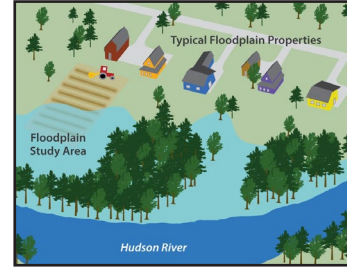 Typical Floodplain Properties
Floodplain
Study Area
Hudson River